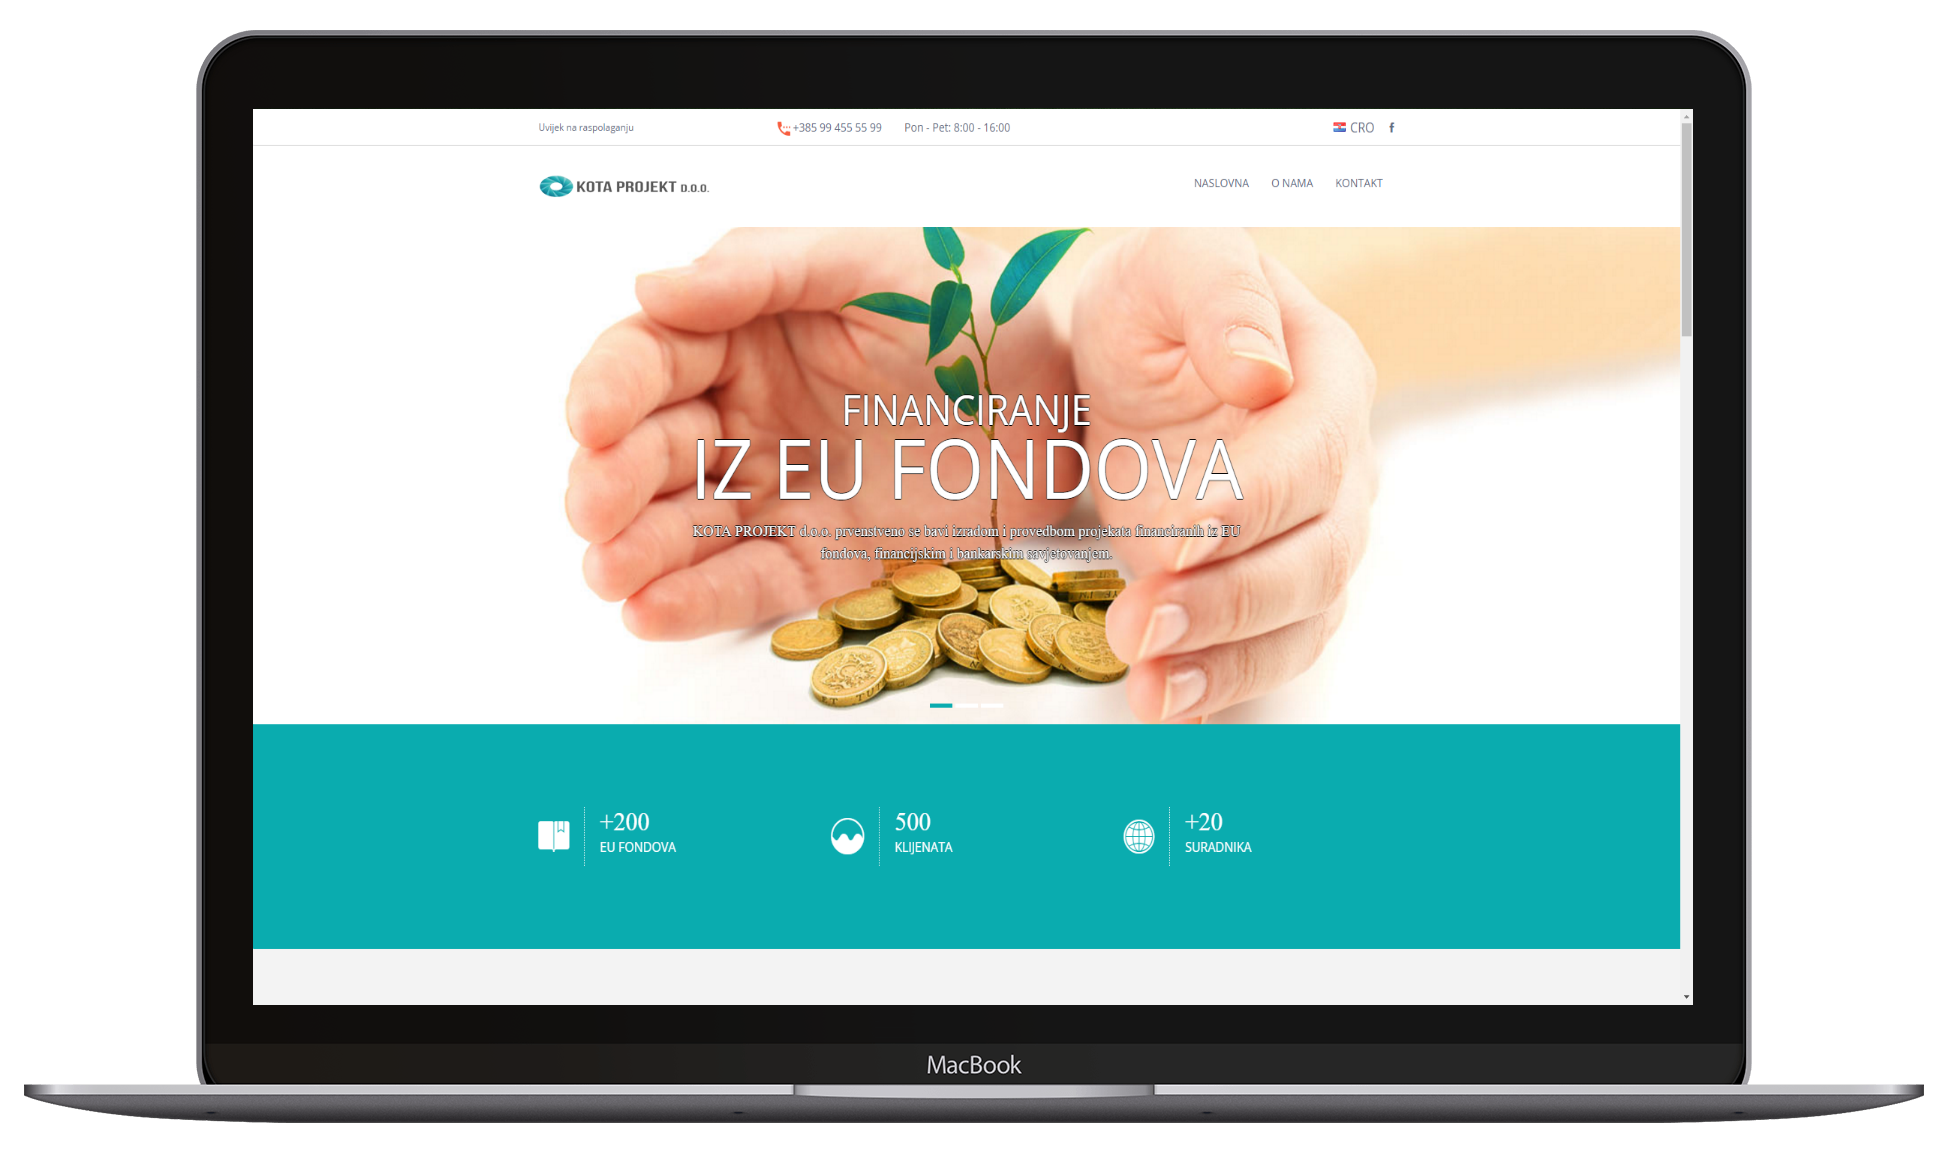 Uvijek na raspolaganju
+385 99 455 55 99
Pon - Pet: 8:00 - 16:00
CRO
f
KOTA PROJEKT D.O.O.
NASLOVNA
O NAMA
KONTAKT
FINANCIRANJE
IZ EU FONDOVA
KOTA PROJEKT d.o.o. prvenstveno se bavi izradom i provedbom projekata financiranih iz EU
fondova, financijskim i bankarskim savjetovanjem.
+200
EU FONDOVA
500
KLIJENATA
+20
SURADNIKA
MacBook